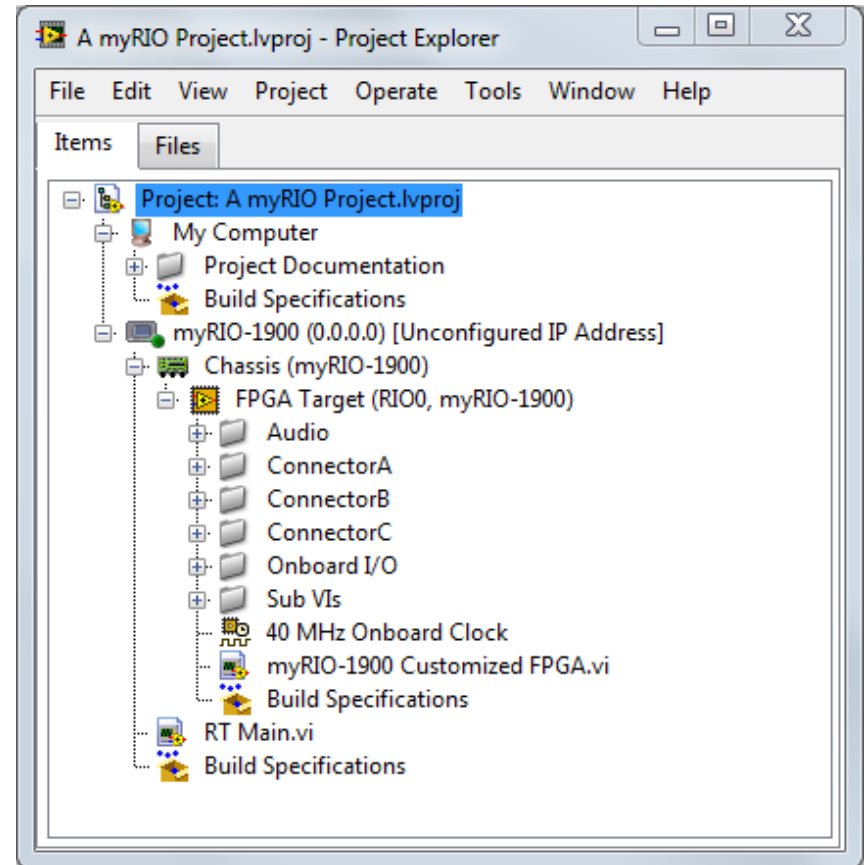 A myRIO Project.lvproj - Project Explorer
File Edit View Project Operate Tools Window Help
Items Files
Project: A myRIO Project.lvproj
My Computer
Project Documentation
Build Specifications
myRIO-1900 (0.0.0.0) [Unconfigured IP Address]
Chassis (myRIO-1900)
FPGA Target (RIO0, myRIO-1900)
Audio
ConnectorA
ConnectorB
ConnectorC
Onboard I/O
Sub VIs
40 MHz Onboard Clock
myRIO-1900 Customized FPGA.vi
Build Specifications
RT Main.vi
Build Specifications